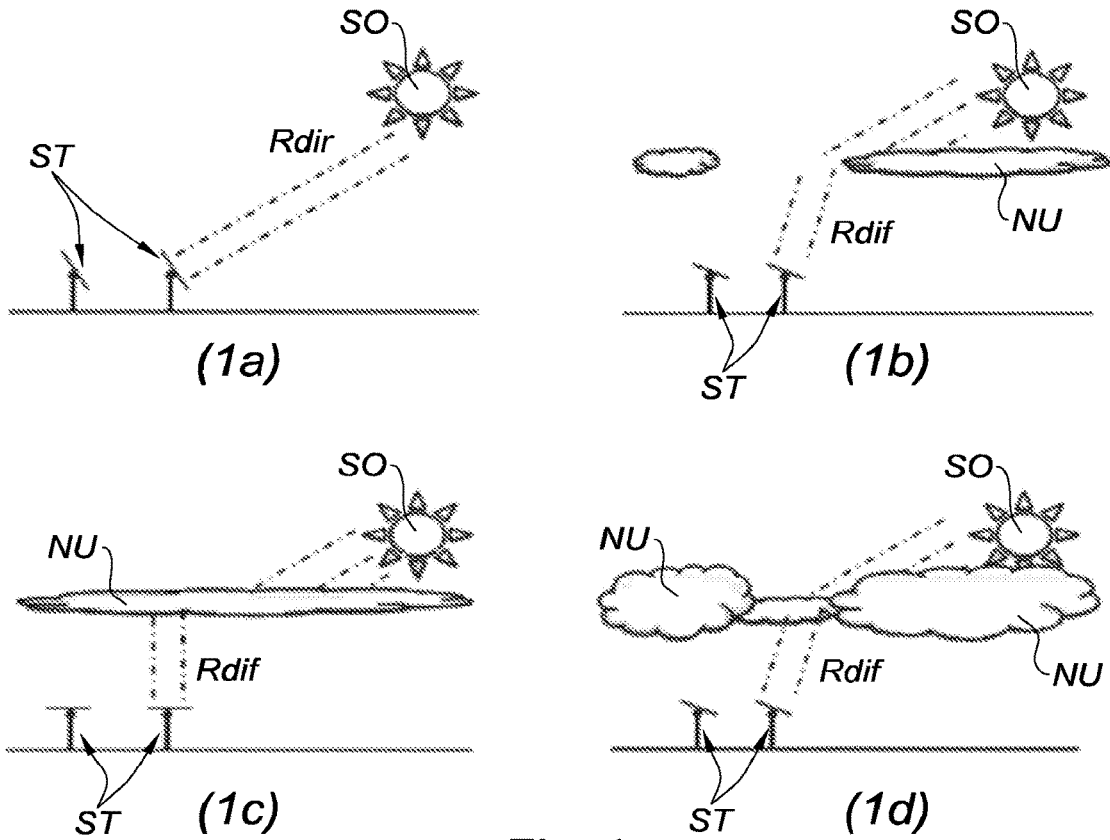 SO
Rdir
ST
(1a)
SO
NU
Rdif
ST
(1b)
SO
NU
Rdif
ST
(1c)
SO
NU
NU
Rdif
ST
(1d)